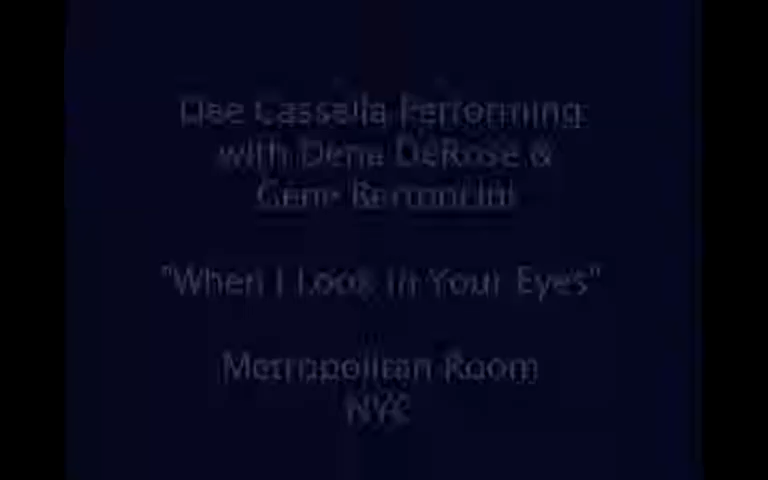 Dee Cassella Performing
with Dena DeRose &
Gene Bertoncini
"When I Look In Your Eyes"
Metropolitan Room
NYC